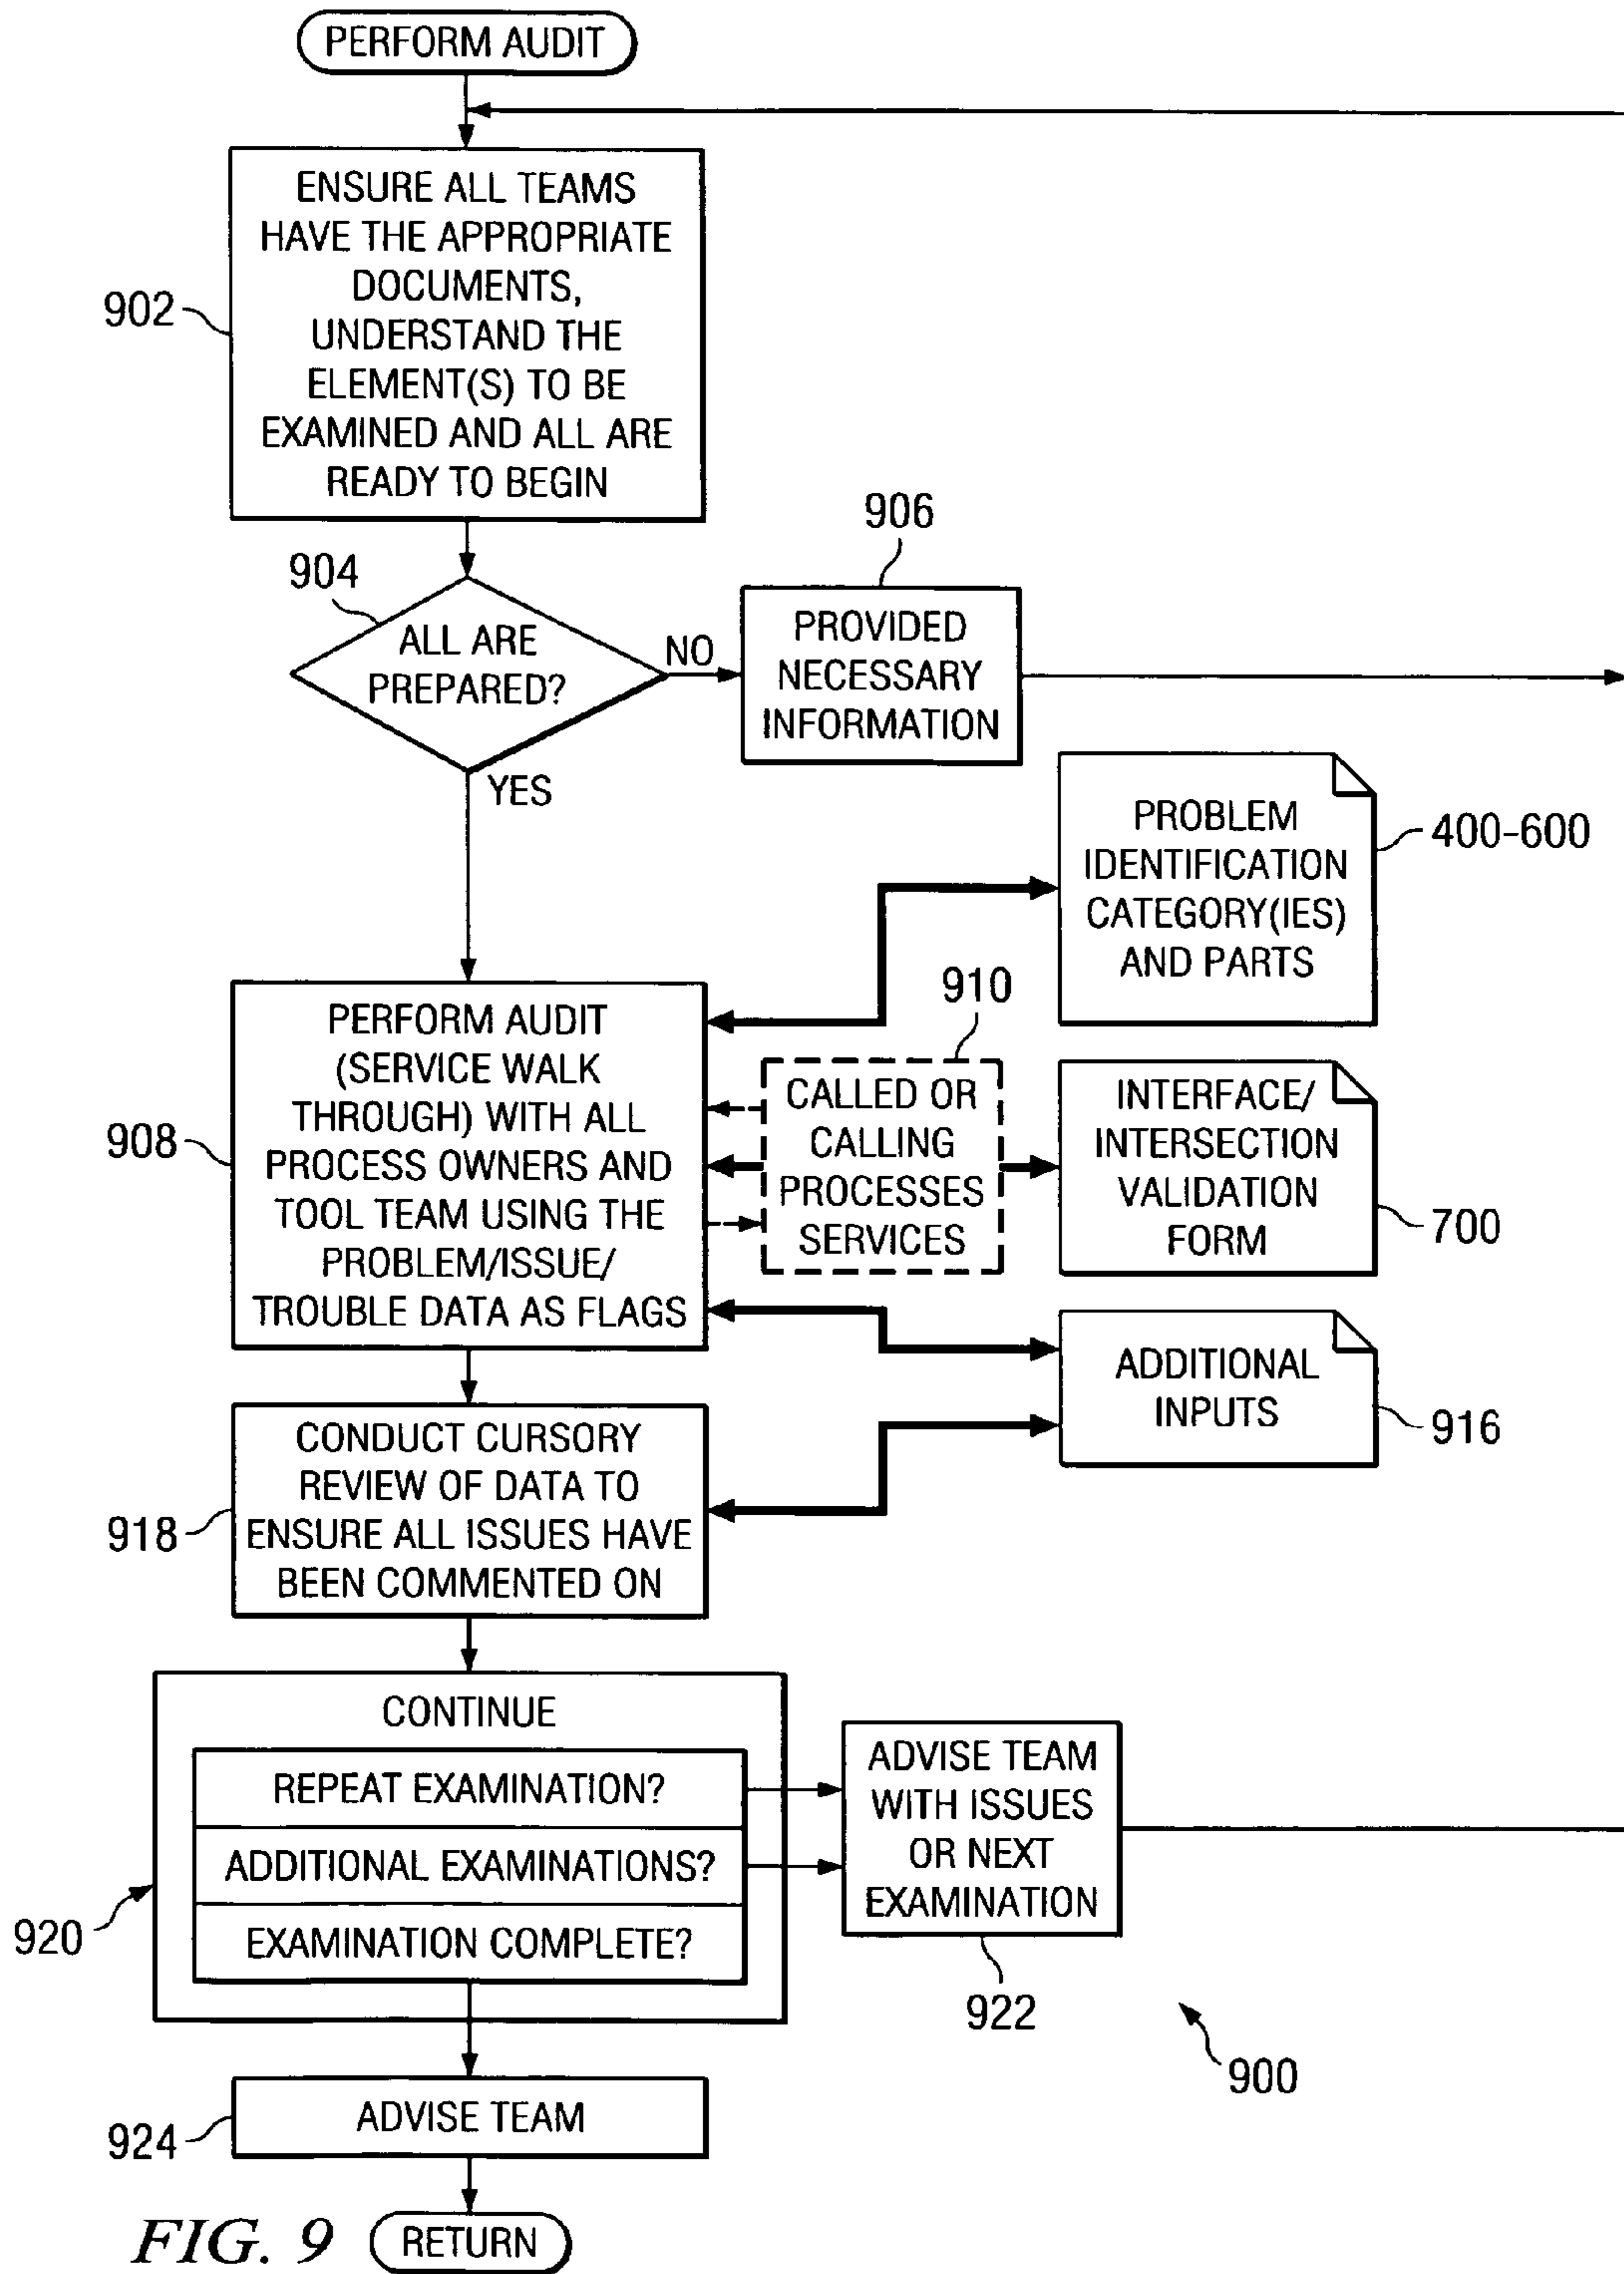 PERFORM AUDIT
902
ENSURE ALL TEAMS
HAVE THE APPROPRIATE
DOCUMENTS,
UNDERSTAND THE
ELEMENT(S) TO BE
EXAMINED AND ALL ARE
READY TO BEGIN
904
ALL ARE
PREPARED?
NO
YES
906
PROVIDED
NECESSARY
INFORMATION
PROBLEM
IDENTIFICATION
CATEGORY(IES)
AND PARTS
400-600
908
PERFORM AUDIT
(SERVICE WALK
THROUGH) WITH ALL
PROCESS OWNERS AND
TOOL TEAM USING THE
PROBLEM/ISSUE/
TROUBLE DATA AS FLAGS
910
CALLED OR
CALLING
PROCESSES
SERVICES
INTERFACE/
INTERSECTION
VALIDATION
FORM
700
ADDITIONAL
INPUTS
916
918
CONDUCT CURSORY
REVIEW OF DATA TO
ENSURE ALL ISSUES HAVE
BEEN COMMENTED ON
920
CONTINUE
REPEAT EXAMINATION?
ADDITIONAL EXAMINATIONS?
EXAMINATION COMPLETE?
ADVISE TEAM
WITH ISSUES
OR NEXT
EXAMINATION
922
900
924
ADVISE TEAM
RETURN
FIG. 9